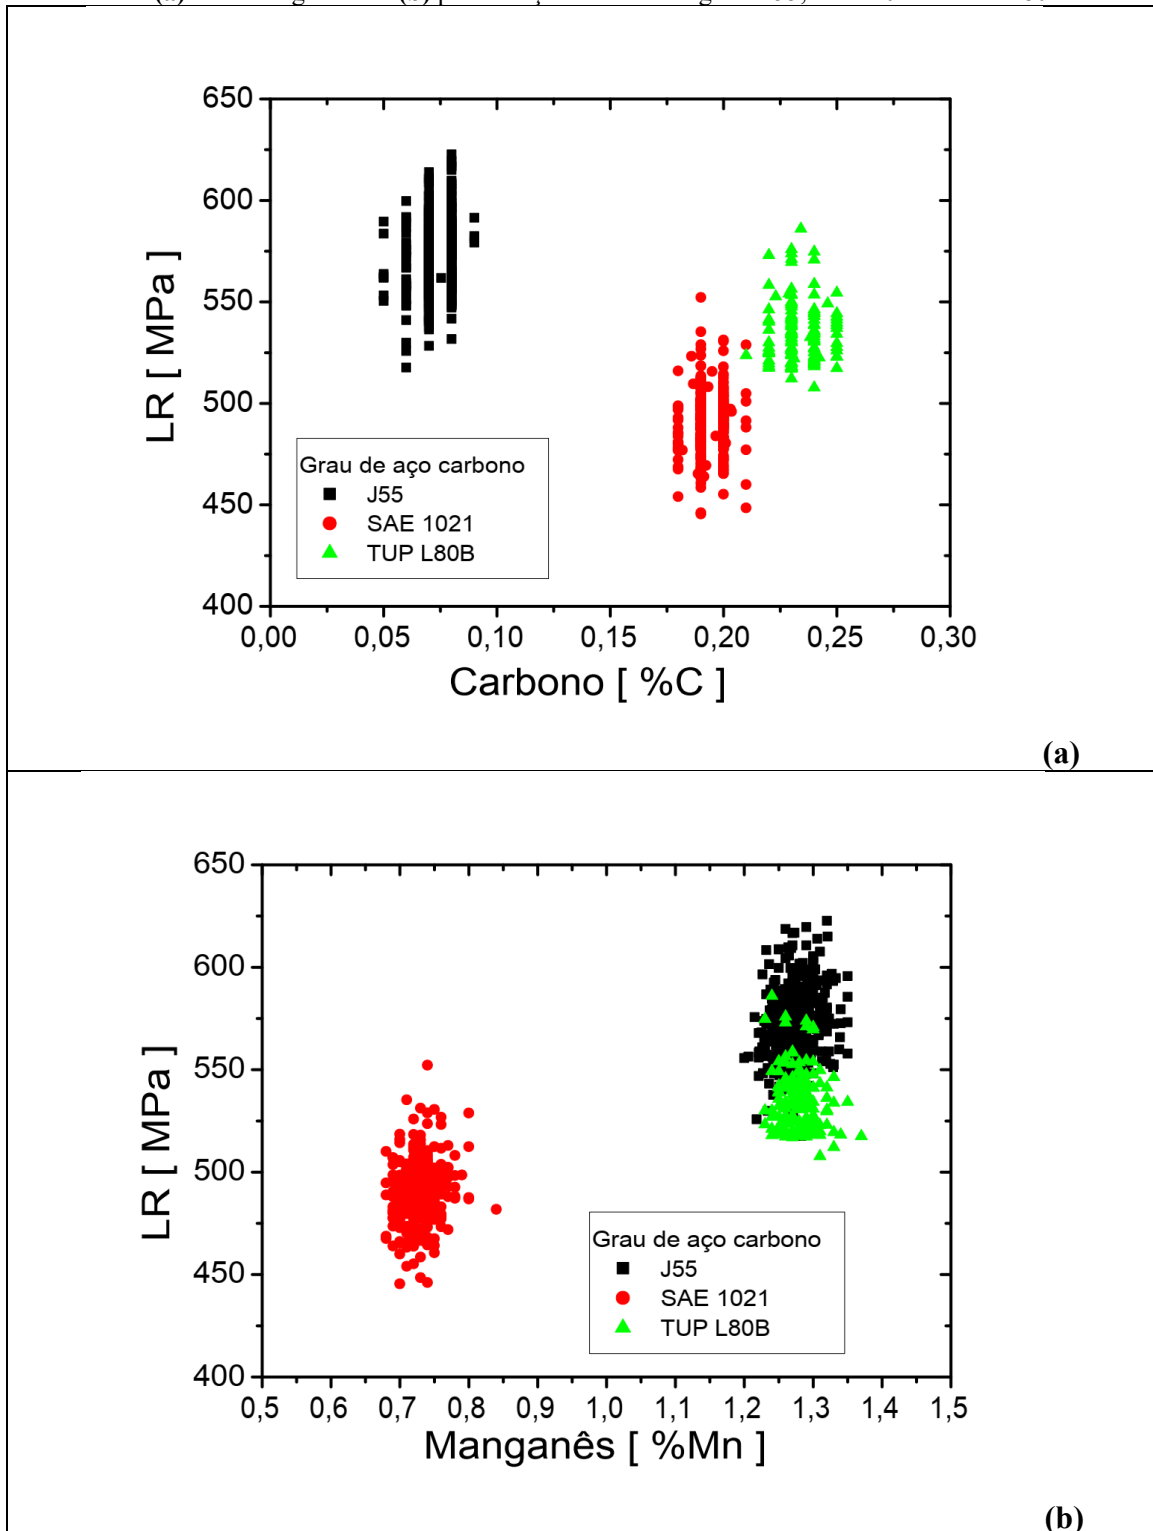 650
600
550
500
450
400
LR [ MPa ]
Grau de aço carbono
J55
SAE 1021
TUP L80B
0,00 0,05 0,10 0,15 0,20 0,25 0,30
Carbono [ %C ]
(a)
650
600
550
500
450
400
LR [ MPa ]
Grau de aço carbono
J55
SAE 1021
TUP L80B
0,5 0,6 0,7 0,8 0,9 1,0 1,1 1,2 1,3 1,4 1,5
Manganês [ %Mn ]
(b)